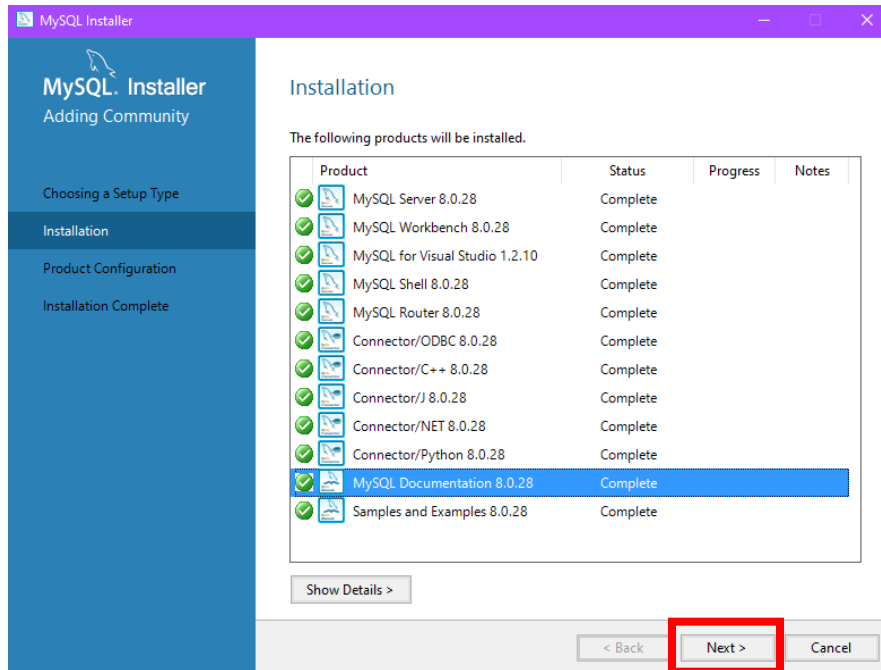 MySQL Installer
MySQL. Installer
Adding Community
Choosing a Setup Type
Installation
Product Configuration
Installation Complete
Installation
The following products will be installed.
Product Status Progress Notes
MySQL Server 8.0.28 Complete
MySQL Workbench 8.0.28 Complete
MySQL for Visual Studio 1.2.10 Complete
MySQL Shell 8.0.28 Complete
MySQL Router 8.0.28 Complete
Connector/ODBC 8.0.28 Complete
Connector/C++ 8.0.28 Complete
Connector/J 8.0.28 Complete
Connector/NET 8.0.28 Complete
Connector/Python 8.0.28 Complete
MySQL Documentation 8.0.28 Complete
Samples and Examples 8.0.28 Complete
Show Details >
< Back Next > Cancel